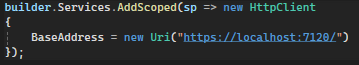 builder.Services.AddScoped(sp => new HttpClient
{
    BaseAddress = new Uri("https://localhost:7120/")
});